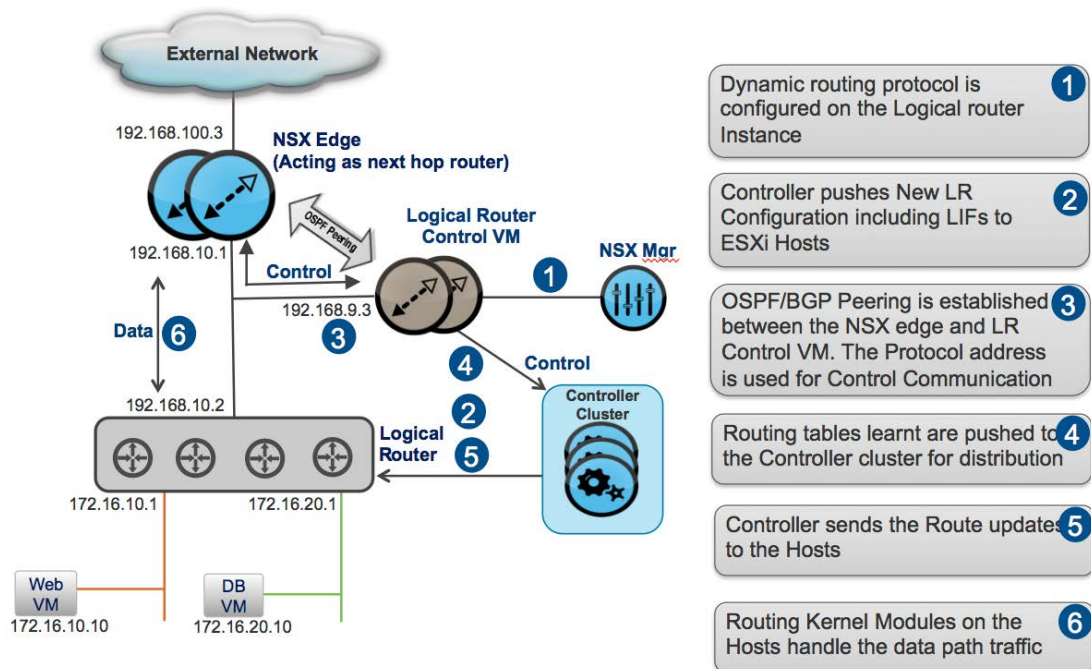 External Network
192.168.100.3
NSX Edge
(Acting as next hop router)
OSPF Peering
Logical Router
Control VM
NSX Mgr
192.168.10.1
Control
1
192.168.9.3
3
Data
6
4
Control
192.168.10.2
2
Controller
Cluster
Logical
Router
5
172.16.10.1
172.16.20.1
Web
VM
172.16.10.10
DB
VM
172.16.20.10
Dynamic routing protocol is
configured on the Logical router
Instance
1
Controller pushes New LR
Configuration including LIFs to
ESXi Hosts
2
OSPF/BGP Peering is established
between the NSX edge and LR
Control VM. The Protocol address
is used for Control Communication
3
Routing tables learnt are pushed to
the Controller cluster for distribution
4
Controller sends the Route updates
to the Hosts
5
Routing Kernel Modules on the
Hosts handle the data path traffic
6